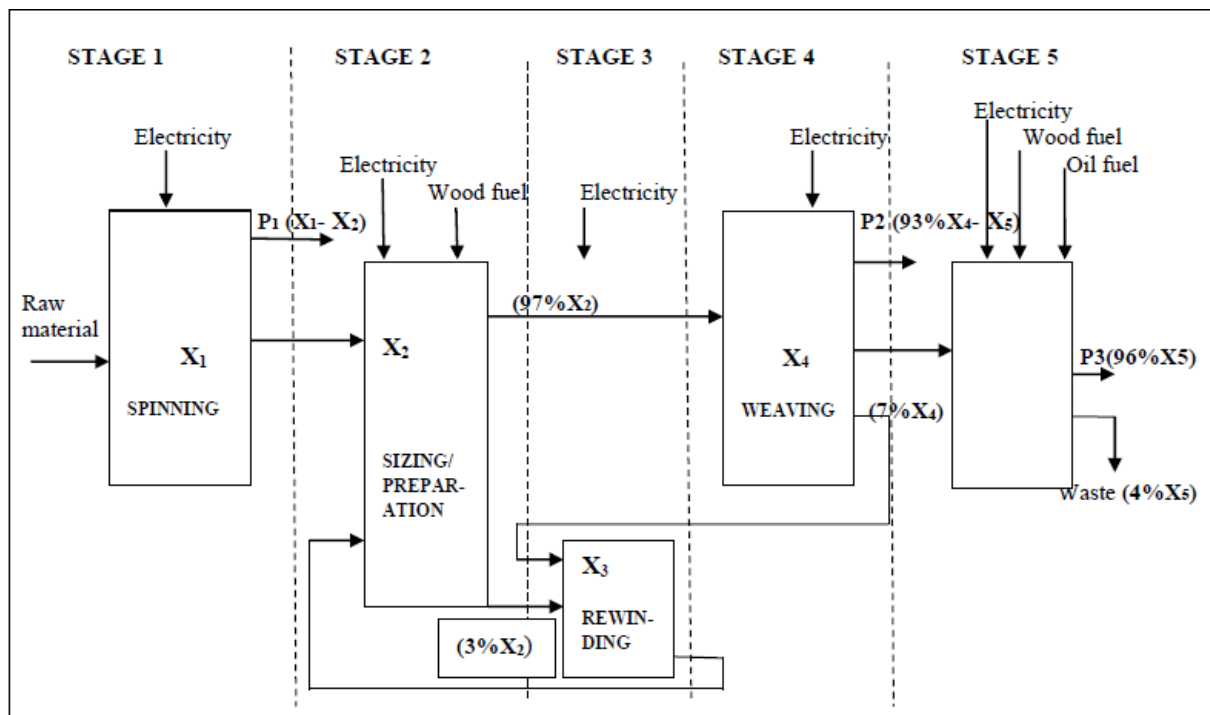 STAGE 1
STAGE 2
STAGE 3
STAGE 4
STAGE 5
Electricity
Electricity
Wood fuel
Electricity
Electricity
Electricity
Wood fuel
Oil fuel
P1 (X1- X2)
P2 (93%X4- X5)
Raw
material
(97%X2)
X1
SPINNING
X2
SIZING/
PREPAR-
ATION
X4
WEAVING
(7%X4)
P3(96%X5)
Waste (4%X5)
X3
REWIN-
DING
(3%X2)